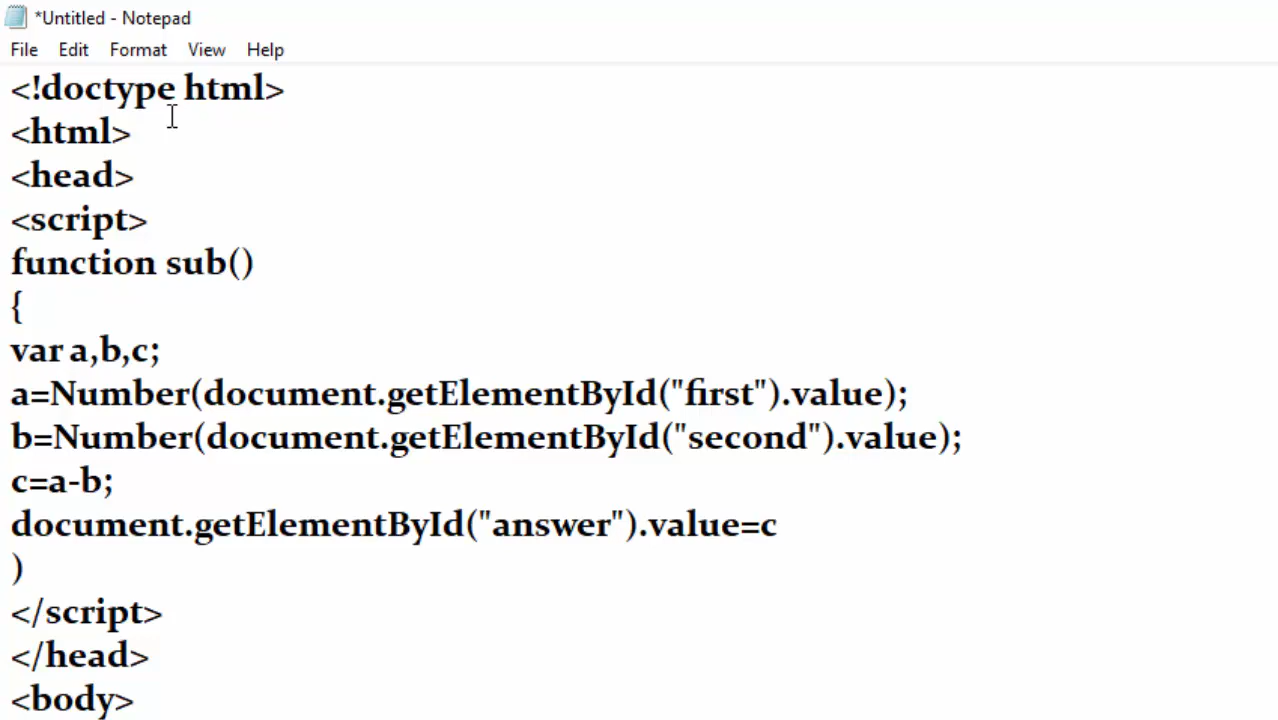 *Untitled - Notepad
File Edit Format View Help
<!doctype html>
<html>
<head>
<script>
function sub()
{
var a,b,c;
a=Number(document.getElementById("first").value);
b=Number(document.getElementById("second").value);
c=a-b;
document.getElementById("answer").value=c
)
</script>
</head>
<body>